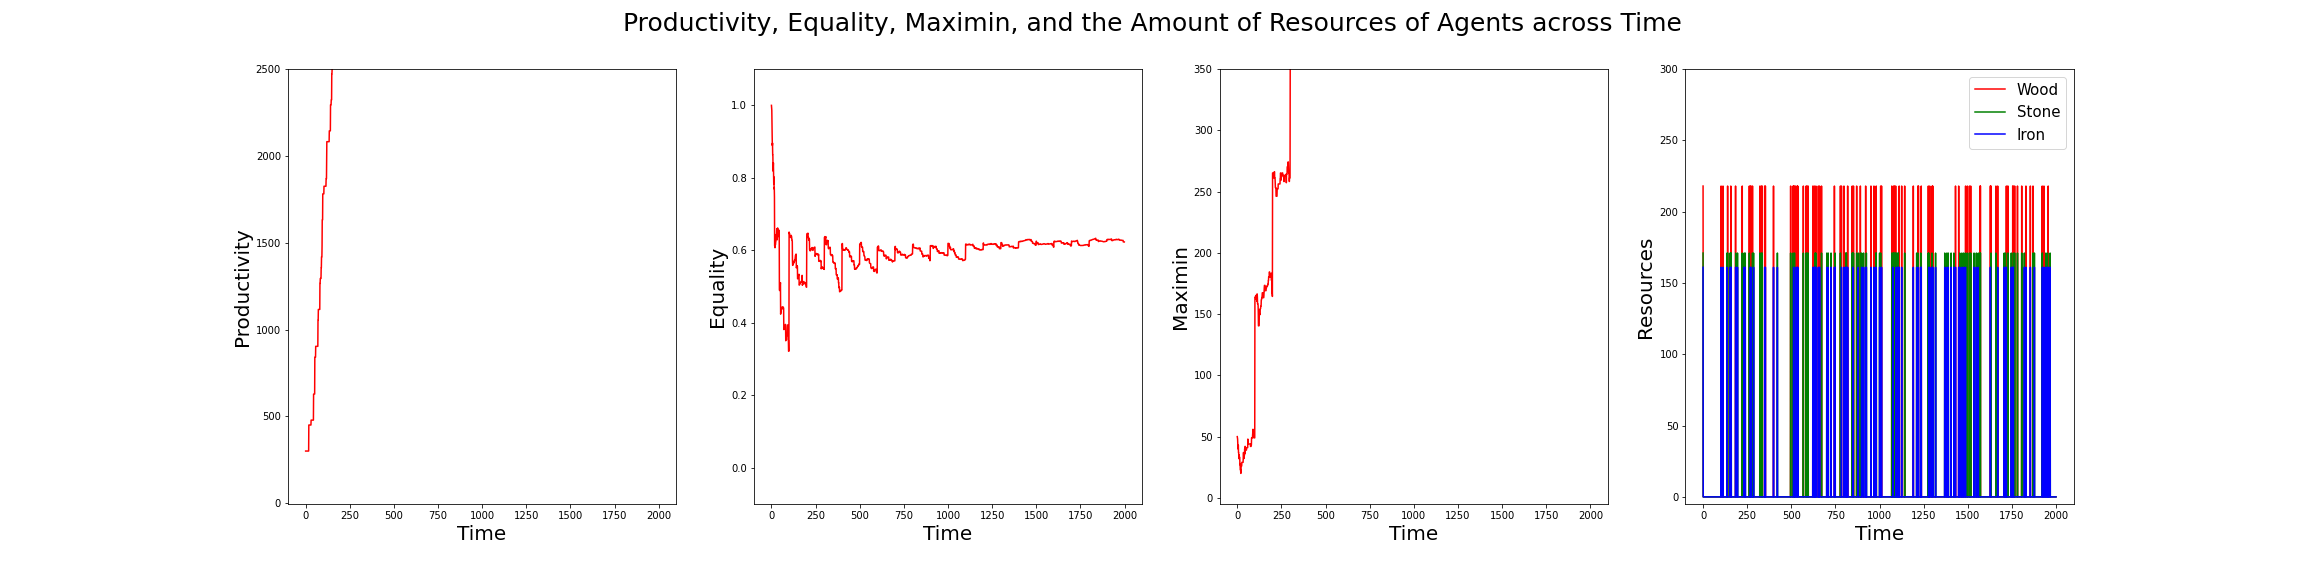 Productivity, Equality, Maximin, and the Amount of Resources of Agents across Time
Productivity
2500
2000
1500
1000
500
0
0 250 500 750 1000 1250 1500 1750 2000
Time
Equality
1.0
0.8
0.6
0.4
0.2
0.0
0 250 500 750 1000 1250 1500 1750 2000
Time
Maximin
350
300
250
200
150
100
50
0
0 250 500 750 1000 1250 1500 1750 2000
Time
Resources
300
250
200
150
100
50
0
0 250 500 750 1000 1250 1500 1750 2000
Time
Wood
Stone
Iron